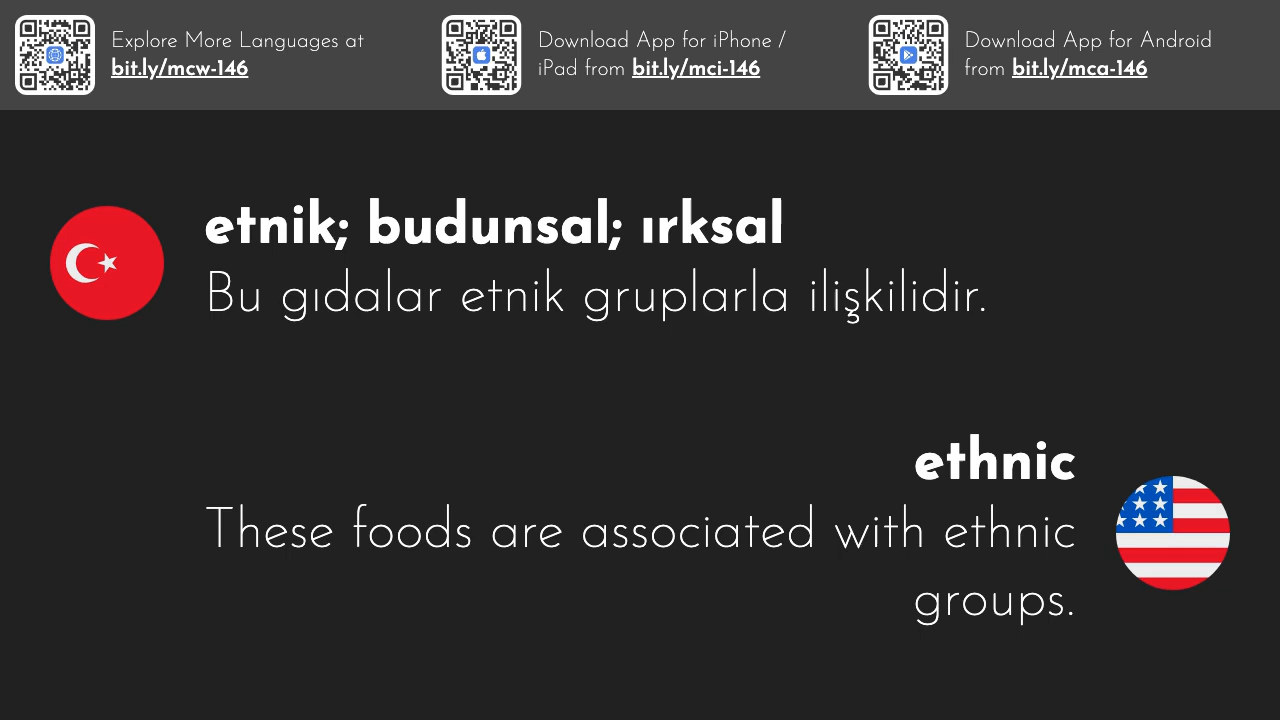 Explore More Languages at
bit.ly/mcw-146
Download App for iPhone /
iPad from bit.ly/mci-146
Download App for Android
from bit.ly/mca-146
etnik; budunsal; ırksal
Bu gıdalar etnik gruplarla ilişkilidir.
ethnic
These foods are associated with ethnic
groups.